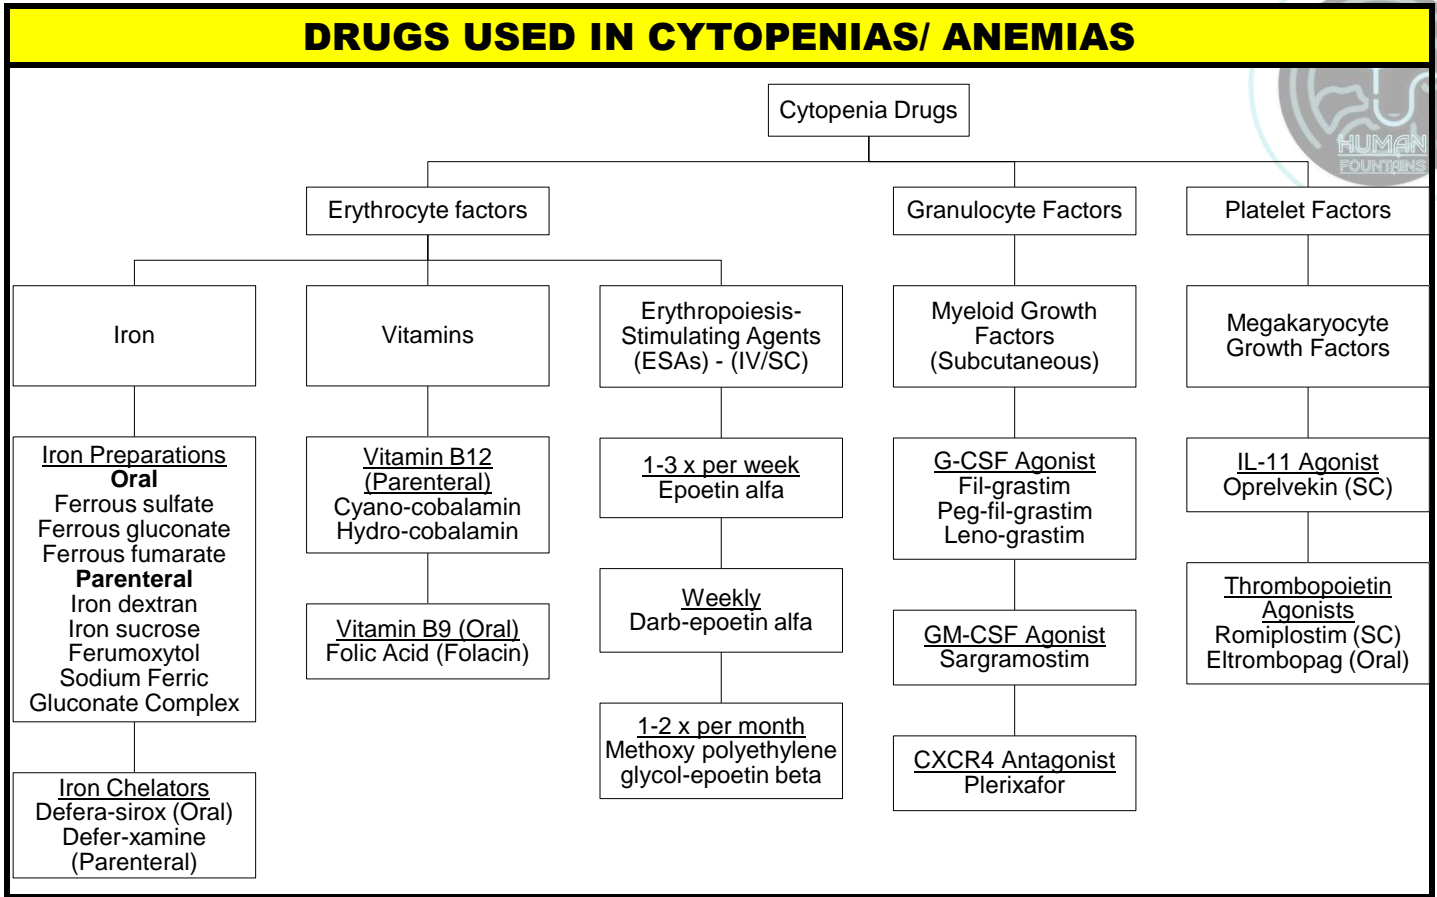 DRUGS USED IN CYTOPENIAS/ ANEMIAS
HUMAN
FOUNTAINS
Cytopenia Drugs
Erythrocyte factors
Granulocyte Factors
Platelet Factors
Iron
Vitamins
Erythropoiesis-
Stimulating Agents
(ESAs) - (IV/SC)
Myeloid Growth
Factors
(Subcutaneous)
Megakaryocyte
Growth Factors
Iron Preparations
Oral
Ferrous sulfate
Ferrous gluconate
Ferrous fumarate
Parenteral
Iron dextran
Iron sucrose
Ferumoxytol
Sodium Ferric
Gluconate Complex
Iron Chelators
Defera-sirox (Oral)
Defer-xamine
(Parenteral)
Vitamin B12
(Parenteral)
Cyano-cobalamin
Hydro-cobalamin
Vitamin B9 (Oral)
Folic Acid (Folacin)
1-3 x per week
Epoetin alfa
Weekly
Darb-epoetin alfa
1-2 x per month
Methoxy polyethylene
glycol-epoetin beta
G-CSF Agonist
Fil-grastim
Peg-fil-grastim
Leno-grastim
GM-CSF Agonist
Sargramostim
CXCR4 Antagonist
Plerixafor
IL-11 Agonist
Oprelvekin (SC)
Thrombopoietin
Agonists
Romiplostim (SC)
Eltrombopag (Oral)